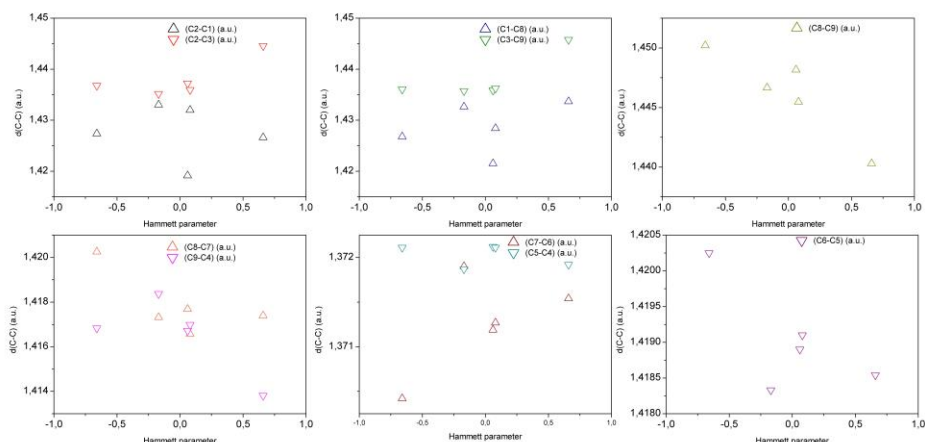 1,45
1,44
1,43
1,42
d(C-C) (a.u.)
(C2-C1) (a.u.)
(C2-C3) (a.u.)
-1,0 -0,5 0,0 0,5 1,0
Hammett parameter
1,45
1,44
1,43
1,42
d(C-C) (a.u.)
(C1-C8) (a.u.)
(C3-C9) (a.u.)
-1,0 -0,5 0,0 0,5 1,0
Hammett parameter
1,450
1,445
1,440
d(C-C) (a.u.)
(C8-C9) (a.u.)
-1,0 -0,5 0,0 0,5 1,0
Hammett parameter
1,420
1,418
1,416
1,414
d(C-C) (a.u.)
(C8-C7) (a.u.)
(C9-C4) (a.u.)
-1,0 -0,5 0,0 0,5 1,0
Hammett parameter
1,372
1,371
d(C-C) (a.u.)
(C7-C6) (a.u.)
(C5-C4) (a.u.)
-1,0 -0,5 0,0 0,5 1,0
Hammett parameter
1,4205
1,4200
1,4195
1,4190
1,4185
1,4180
d(C-C) (a.u.)
(C6-C5) (a.u.)
-1,0 -0,5 0,0 0,5 1,0
Hammett parameter